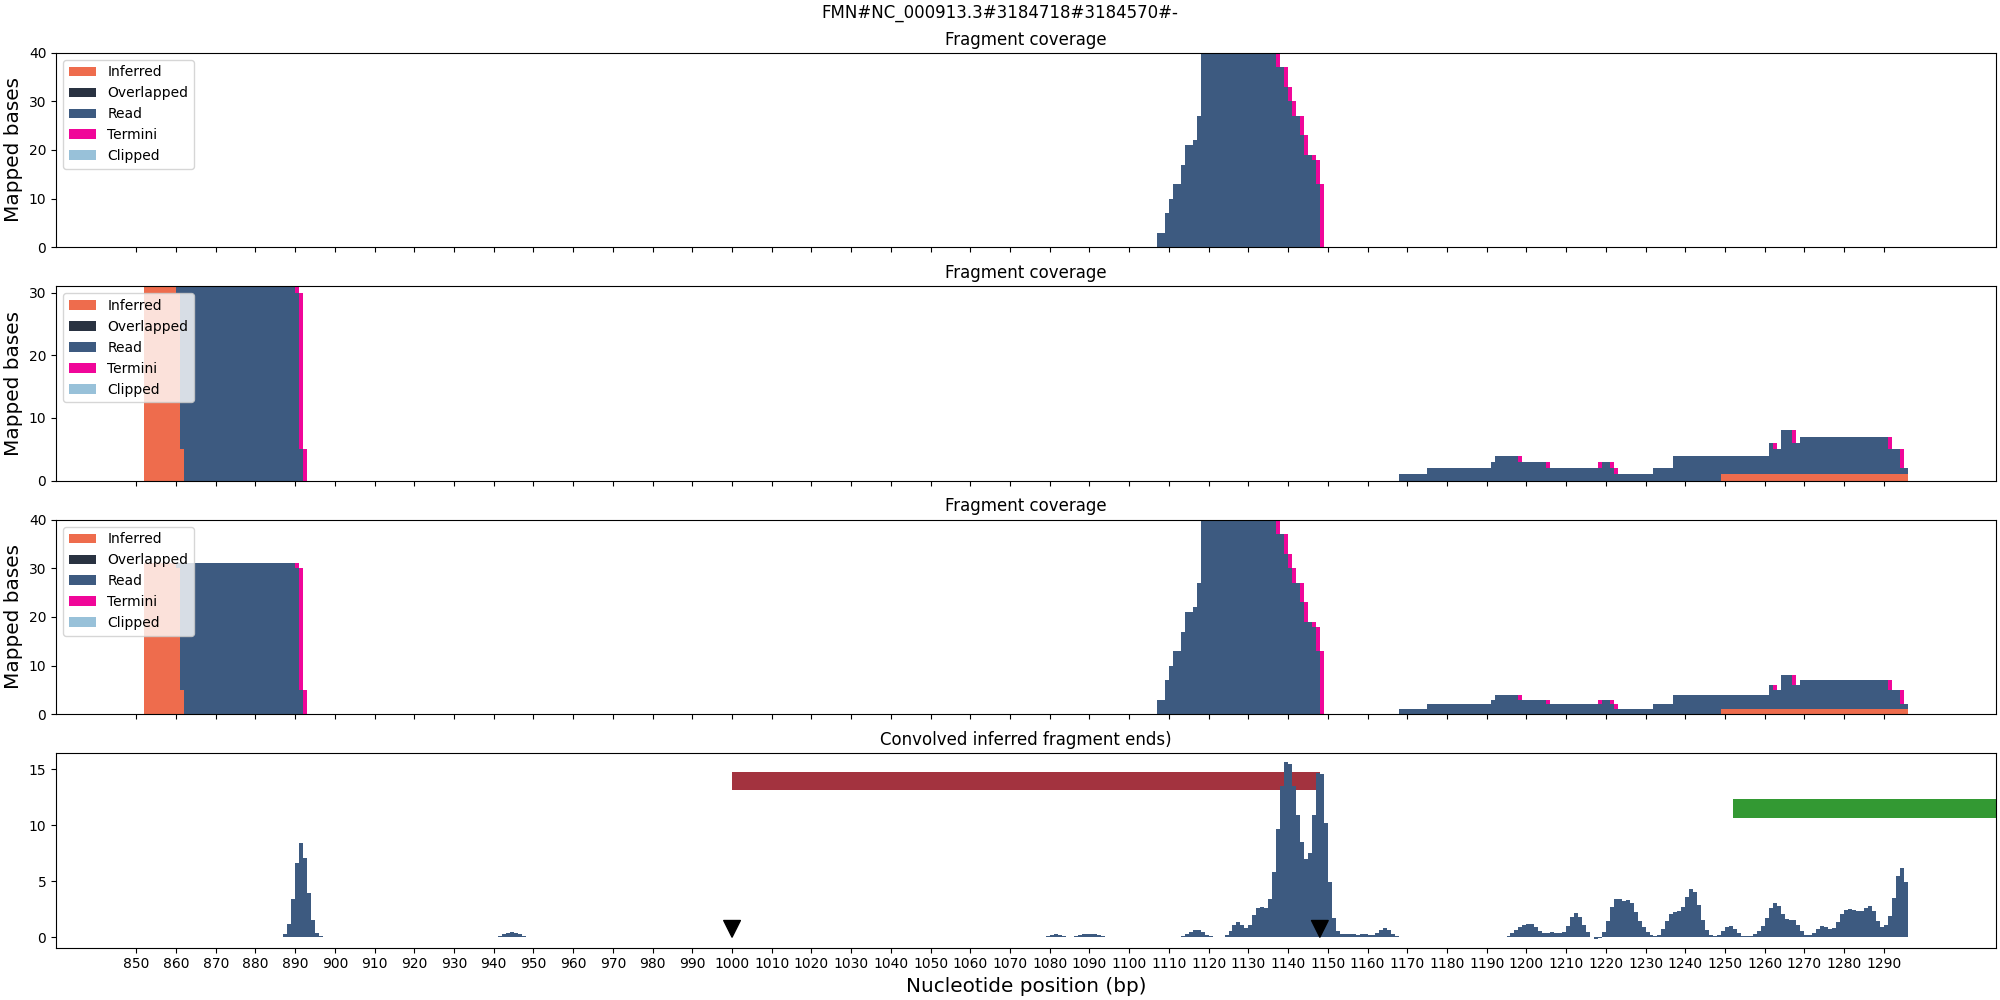 FMN#NC_000913.3#3184718#3184570#-
Fragment coverage
Mapped bases
40
30
20
10
0
Inferred
Overlapped
Read
Termini
Clipped
Fragment coverage
Mapped bases
30
20
10
0
Inferred
Overlapped
Read
Termini
Clipped
Fragment coverage
Mapped bases
40
30
20
10
0
Inferred
Overlapped
Read
Termini
Clipped
Convolved inferred fragment ends)
15
10
5
0
850 860 870 880 890 900 910 920 930 940 950 960 970 980 990 1000 1010 1020 1030 1040 1050 1060 1070 1080 1090 1100 1110 1120 1130 1140 1150 1160 1170 1180 1190 1200 1210 1220 1230 1240 1250 1260 1270 1280 1290
Nucleotide position (bp)